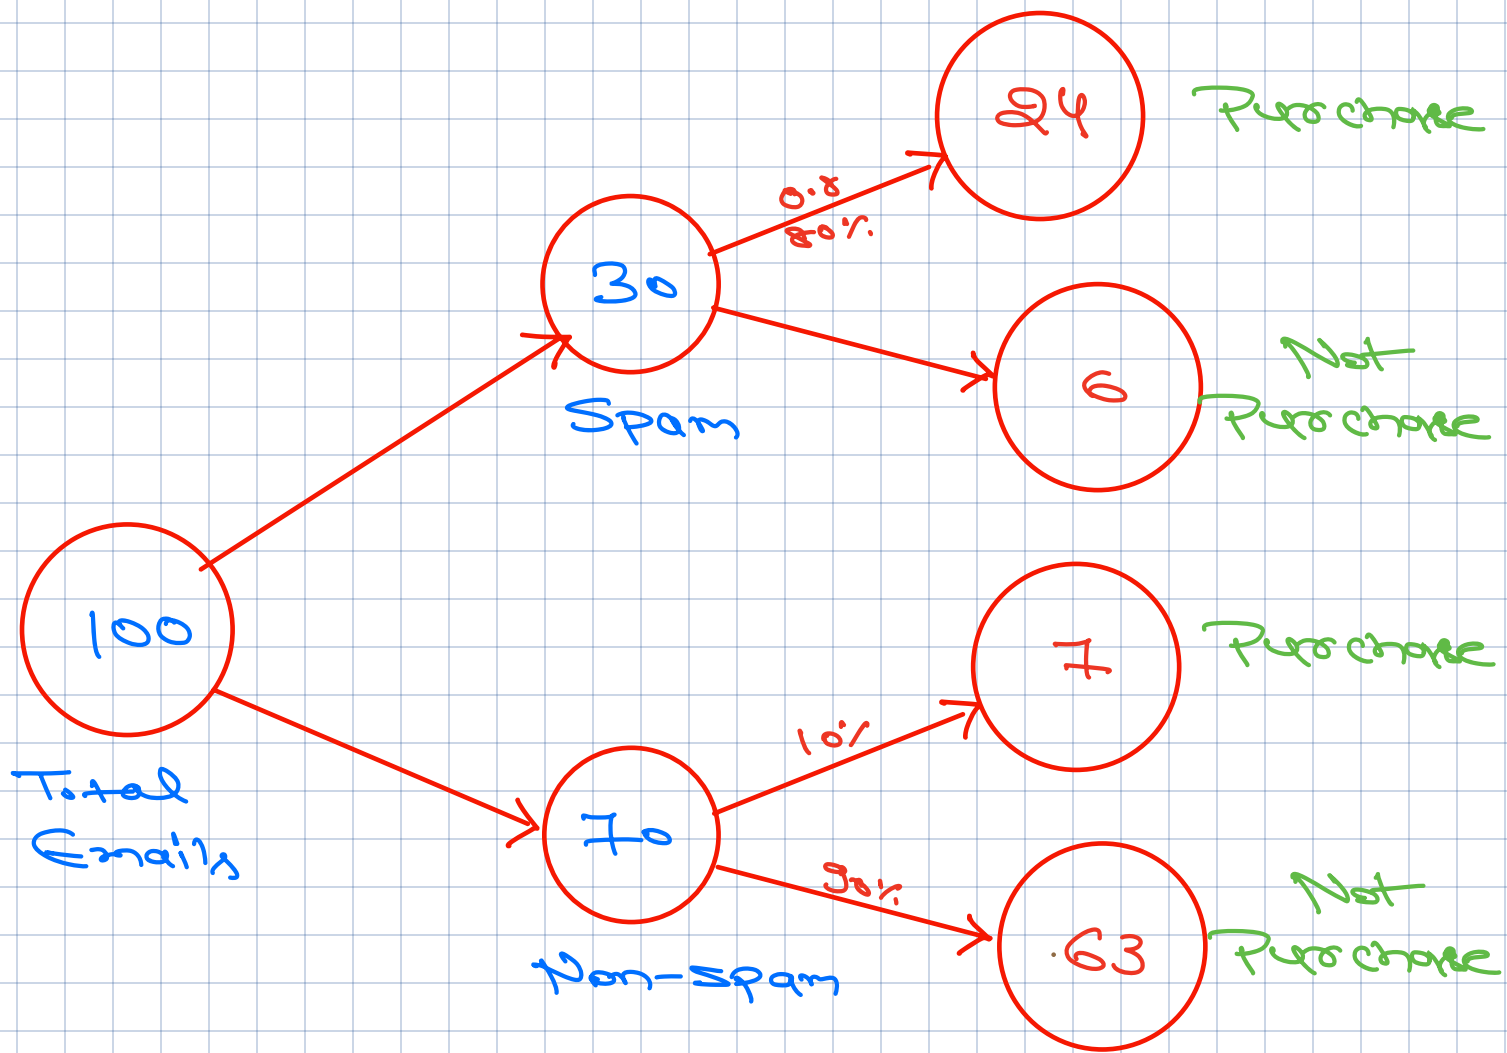 24
Purchase
0.8
80%
30
Spam
6
Not
Purchase
100
Total
Emails
7
Purchase
10%
70
Non-Spam
90%
63
Not
Purchase